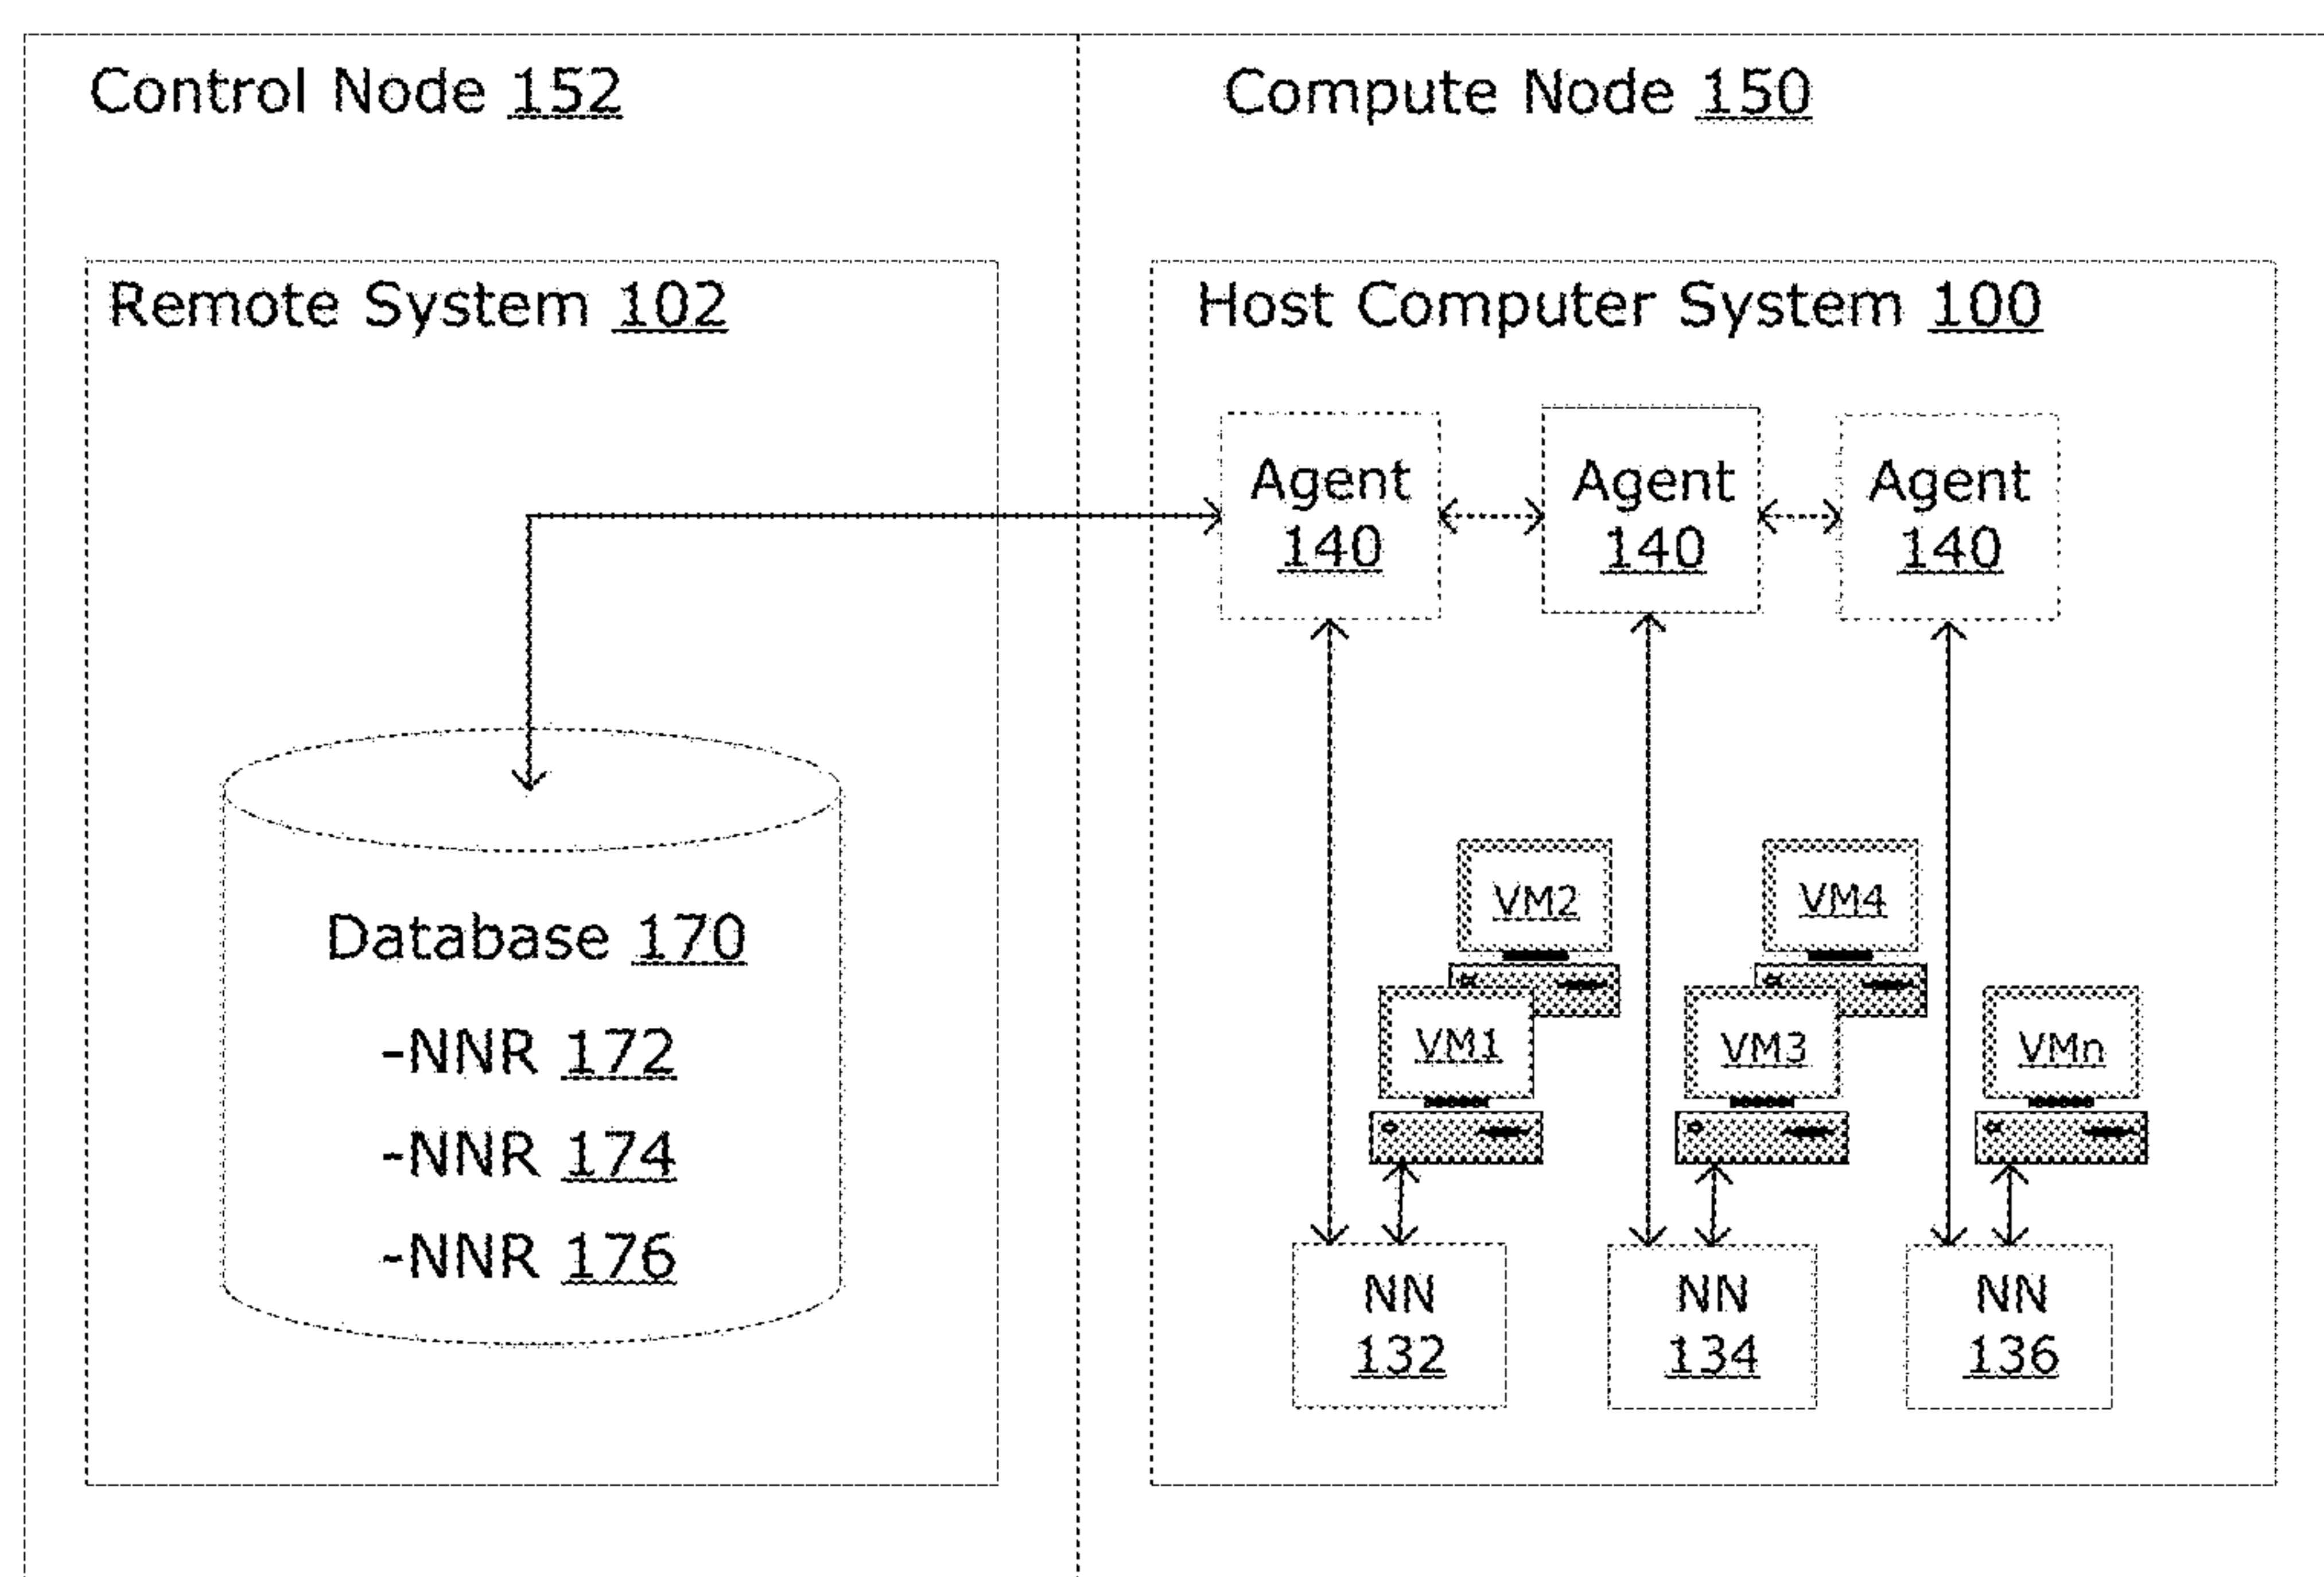 Control Node 152
Compute Node 150
Remote System 102
Host Computer System 100
Agent
140
Agent
140
Agent
140
Database 170
-NNR 172
-NNR 174
-NNR 176
VM2
VM4
VM1
VM3
VMn
NN
132
NN
134
NN
136